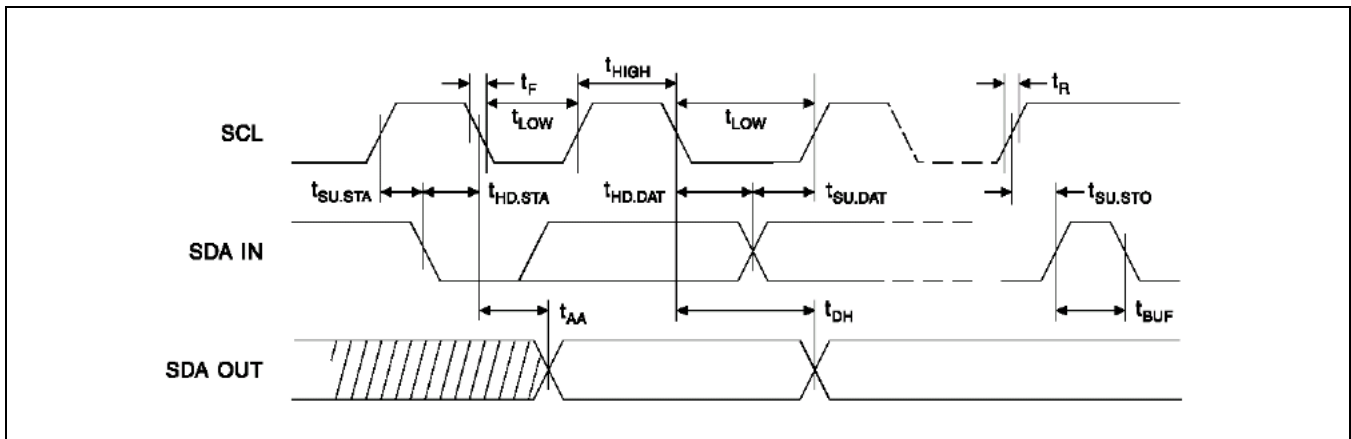 tHIGH
tF
tR
SCL
tLOW
tLOW
tSU.STA
tHD.STA
tHD.DAT
tSU.DAT
tSU.STO
SDA IN
tAA
tDH
tBUF
SDA OUT